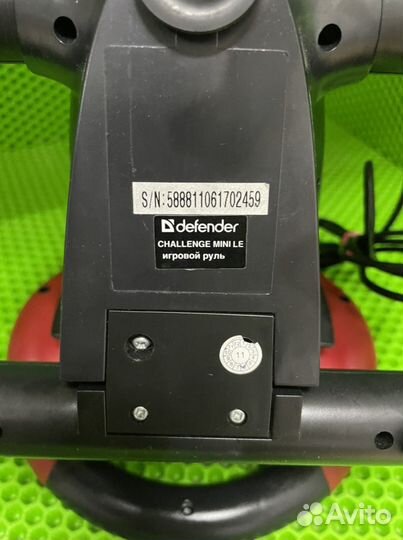 S/N:588811061702459
defender
CHALLENGE MINI LE
игровой руль
11
Avito